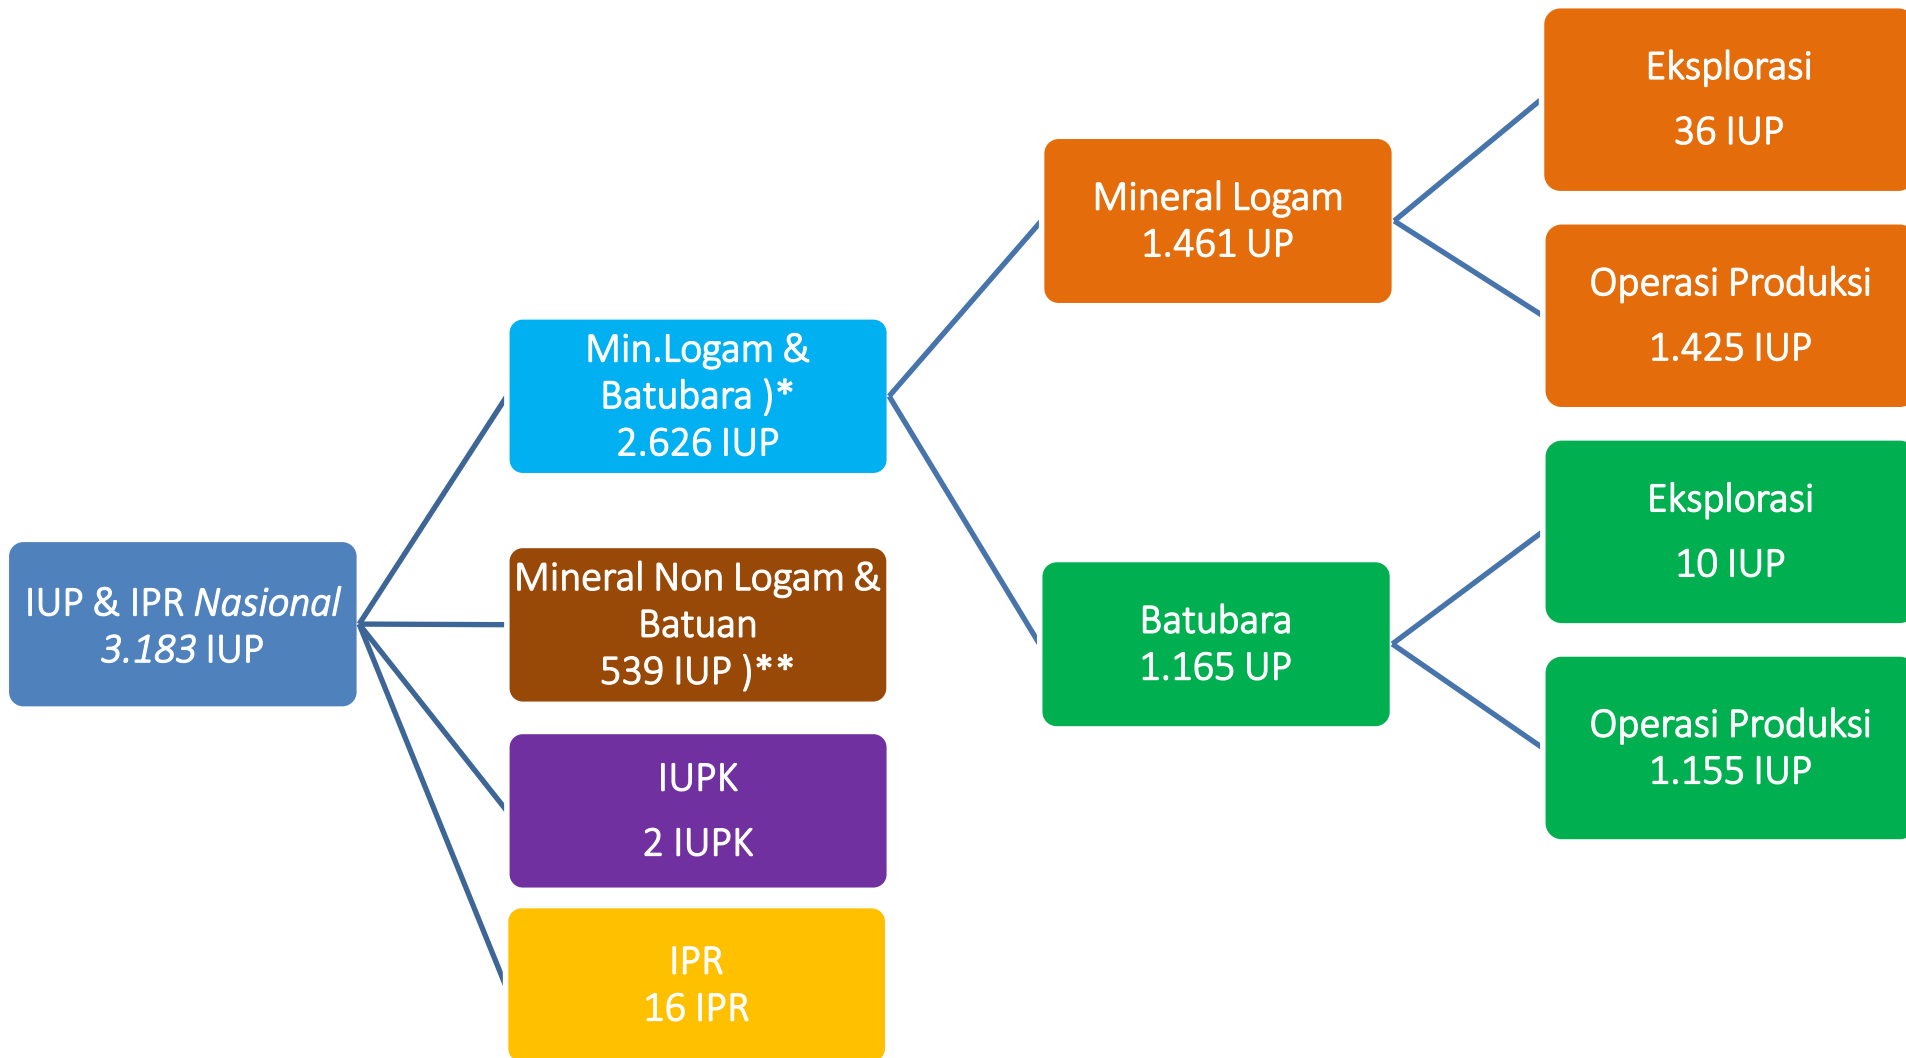 IUP & IPR Nasional
3.183 IUP
Min.Logam &
Batubara )*
2.626 IUP
Mineral Non Logam &
Batuan
539 IUP )**
IUPK
2 IUPK
IPR
16 IPR
Mineral Logam
1.461 UP
Batubara
1.165 UP
Eksplorasi
36 IUP
Operasi Produksi
1.425 IUP
Eksplorasi
10 IUP
Operasi Produksi
1.155 IUP